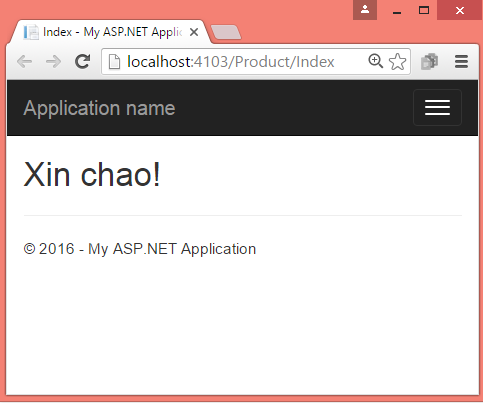 Index - My ASP.NET Applic
localhost:4103/Product/Index
Application name
Xin chao!
© 2016 - My ASP.NET Application